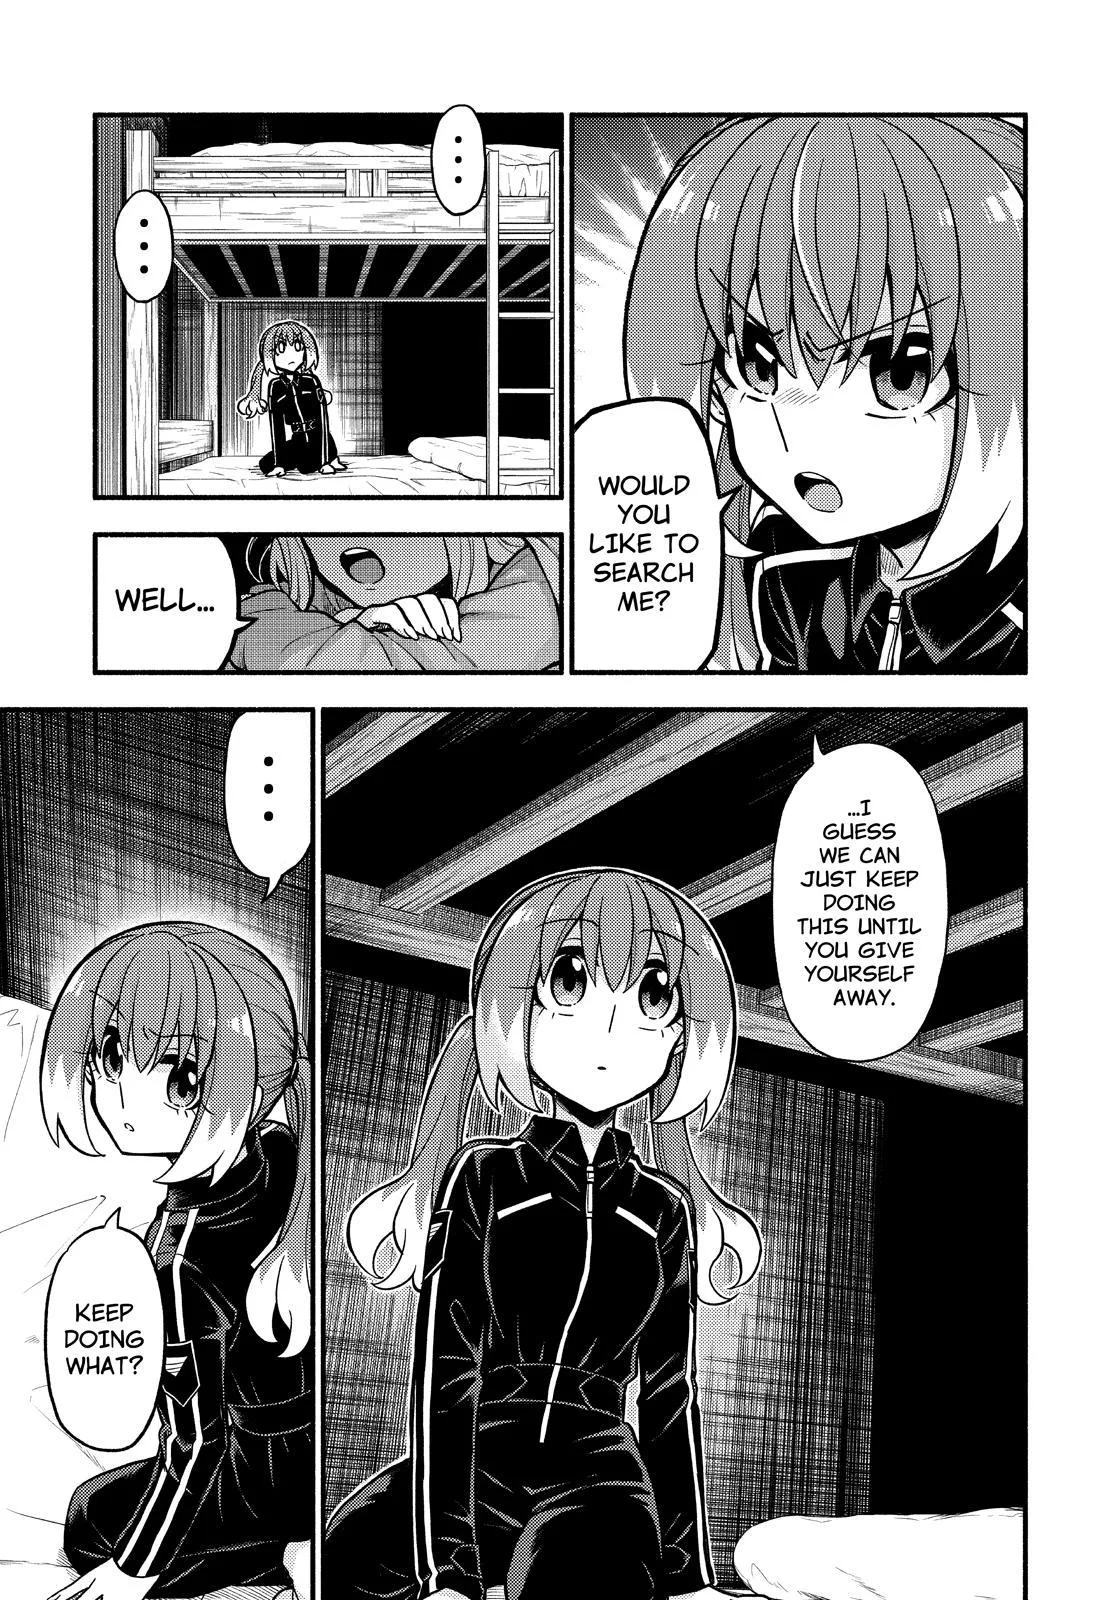 WOULD
YOU
LIKE TO
SEARCH
ME?
...
...
WELL...
...I
GUESS
WE CAN
JUST KEEP
DOING
THIS UNTIL
YOU GIVE
YOURSELF
AWAY.
...
KEEP
DOING
WHAT?